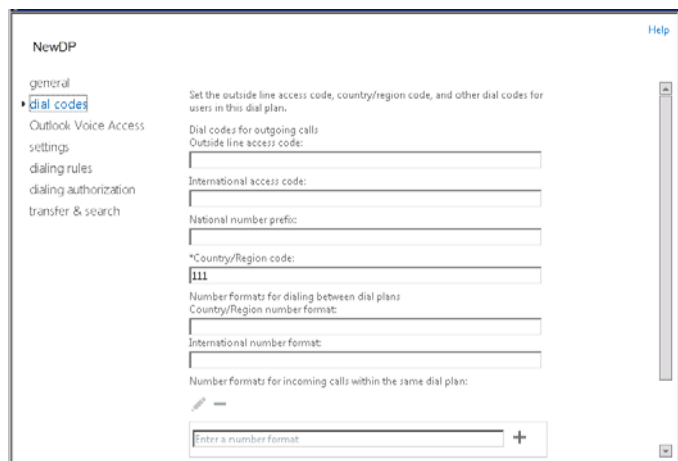 Help
NewDP
general
dial codes
Outlook Voice Access
settings
dialing rules
dialing authorization
transfer & search
Set the outside line access code, country/region code, and other dial codes for
users in this dial plan.
Dial codes for outgoing calls
Outside line access code:
International access code:
National number prefix:
*Country/Region code:
111
Number formats for dialing between dial plans
Country/Region number format:
International number format:
Number formats for incoming calls within the same dial plan:
Enter a number format